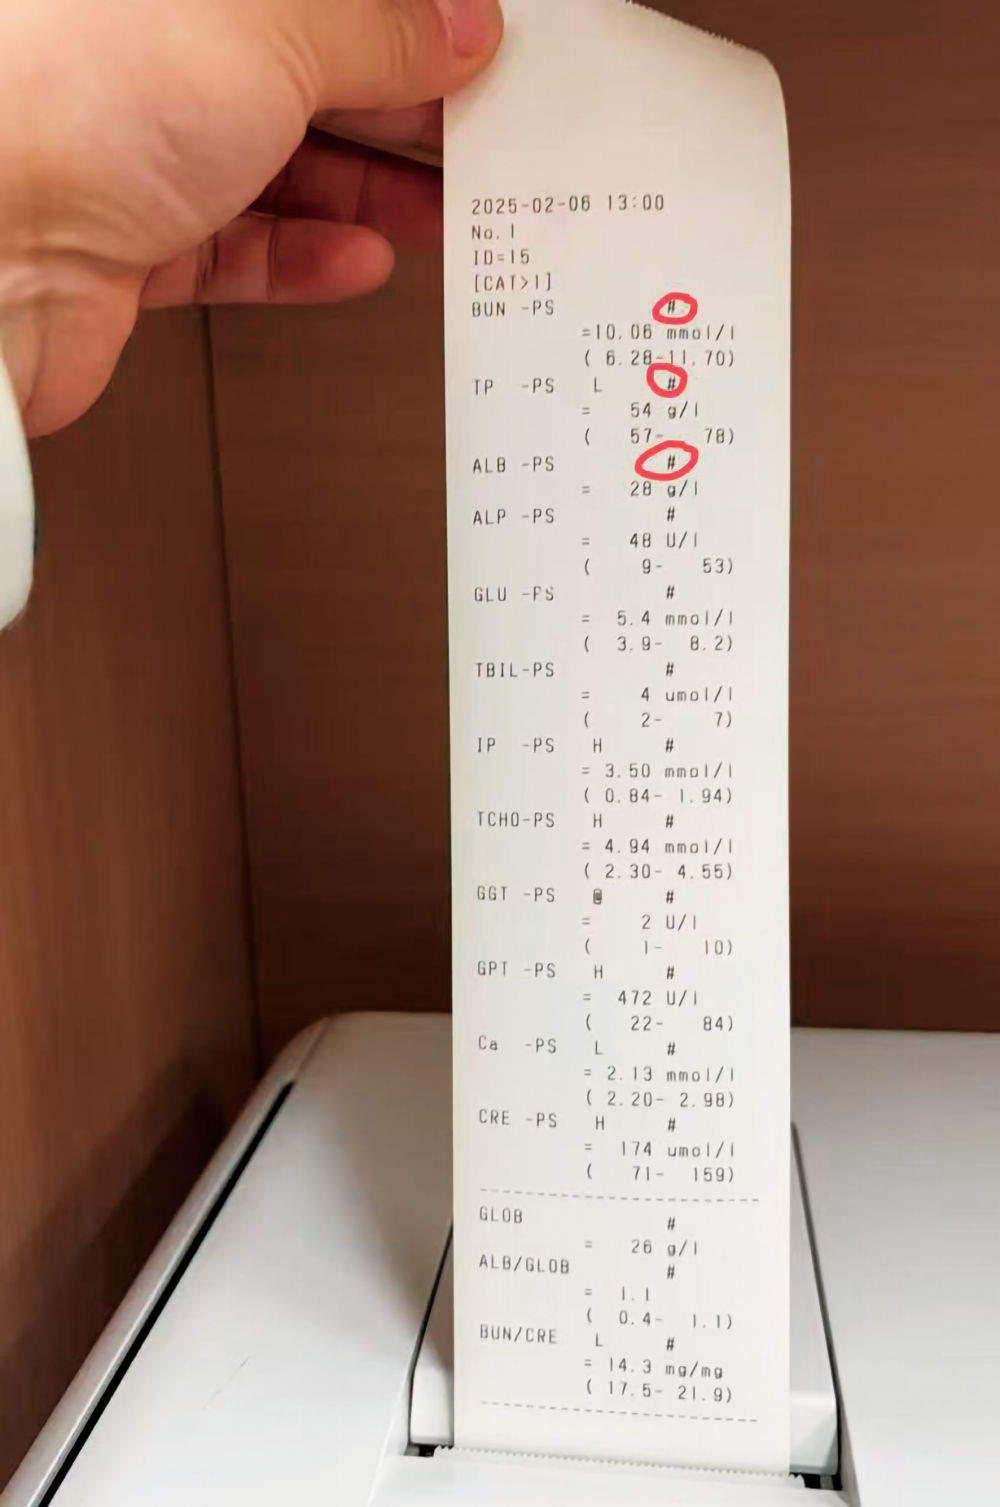 2025-02-06 13:00
No. 1
ID=15
[CAT>1]
BUN -PS #
=10.06 mmol/l
( 6.28-11.70)
TP -PS L #
= 54 g/l
( 57- 78)
ALB -PS #
= 28 g/l
ALP -PS #
= 48 U/l
( 9- 53)
GLU -PS #
= 5.4 mmol/l
( 3.9- 8.2)
TBIL-PS #
= 4 umol/l
( 2- 7)
IP -PS H #
= 3.50 mmol/l
( 0.84- 1.94)
TCHO-PS H #
= 4.94 mmol/l
( 2.30- 4.55)
GGT -PS @ #
= 2 U/l
( 1- 10)
GPT -PS H #
= 472 U/l
( 22- 84)
Ca -PS L #
= 2.13 mmol/l
( 2.20- 2.98)
CRE -PS H #
= 174 umol/l
( 71- 159)
GLOB #
= 26 g/l
ALB/GLOB #
= 1.1
( 0.4- 1.1)
BUN/CRE L #
= 14.3 mg/mg
( 17.5- 21.9)